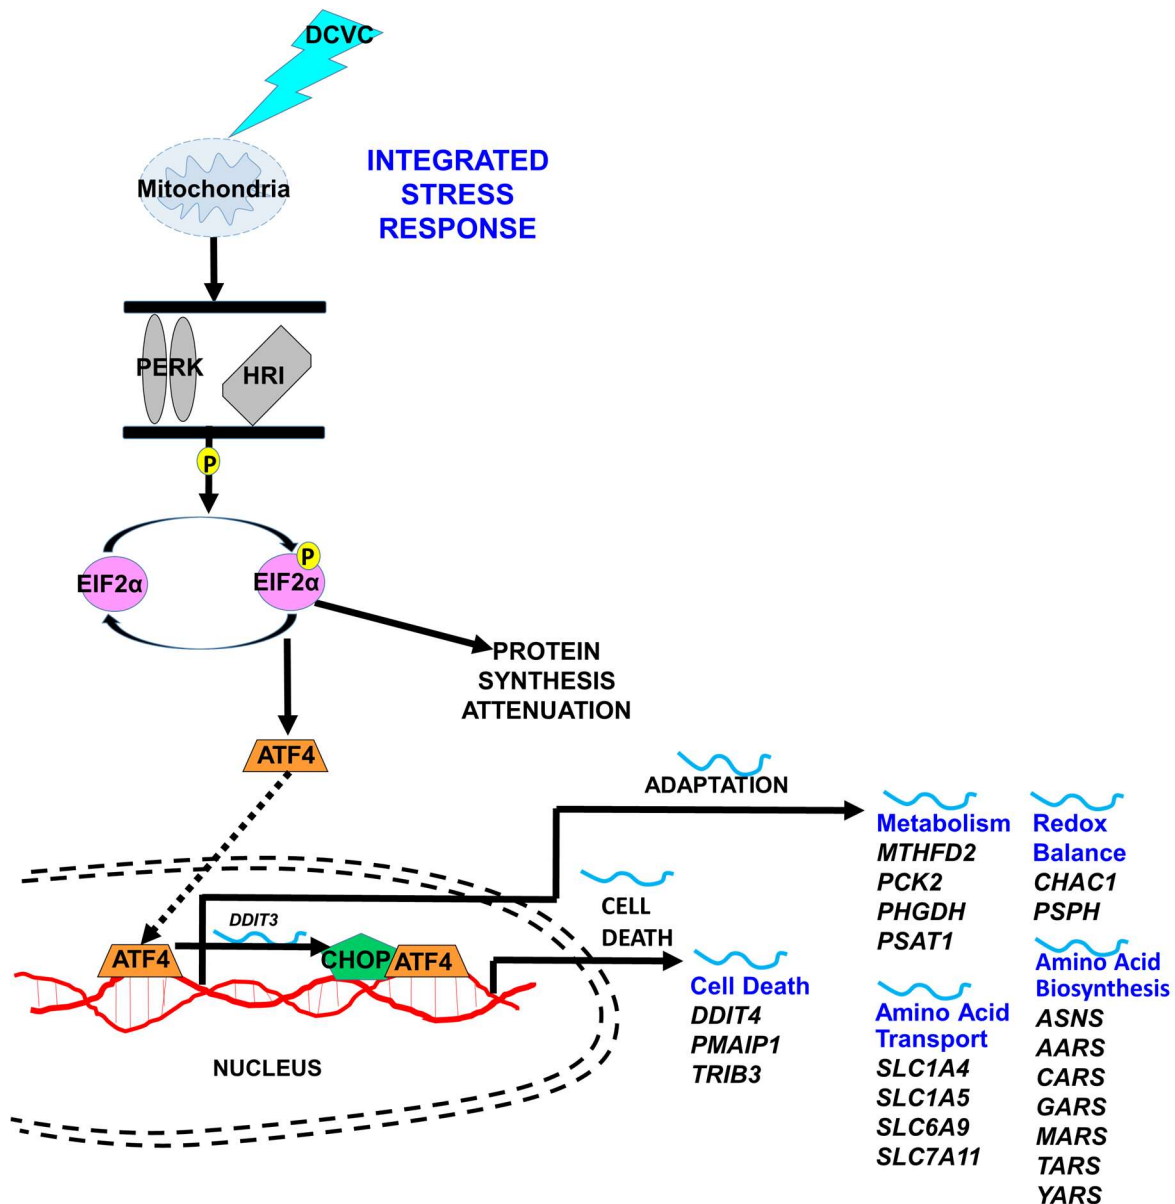 DCVC
INTEGRATED
STRESS
RESPONSE
Mitochondria
PERK
HRI
P
P
EIF2α
EIF2α
PROTEIN
SYNTHESIS
ATTENUATION
ATF4
ADAPTATION
Metabolism
MTHFD2
PCK2
PHGDH
PSAT1
Redox
Balance
CHAC1
PSPH
CELL
DEATH
DDIT3
ATF4
CHOP
ATF4
NUCLEUS
Cell Death
DDIT4
PMAIP1
TRIB3
Amino Acid
Transport
SLC1A4
SLC1A5
SLC6A9
SLC7A11
Amino Acid
Biosynthesis
ASNS
AARS
CARS
GARS
MARS
TARS
YARS